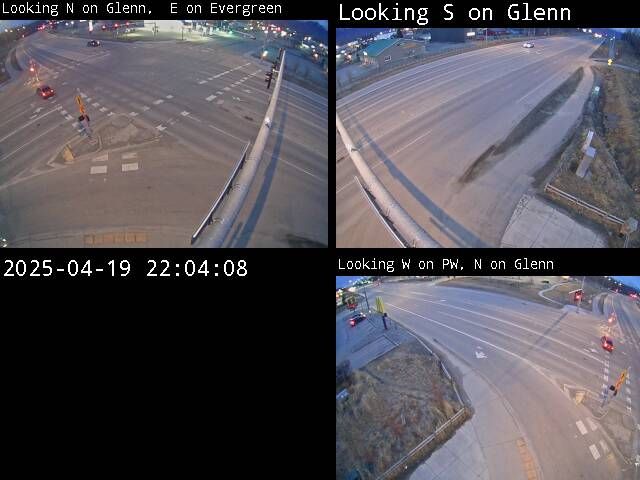 Looking N on Glenn, E on Evergreen
Looking S on Glenn
2025-04-19 22:04:08
Looking W on PW, N on Glenn